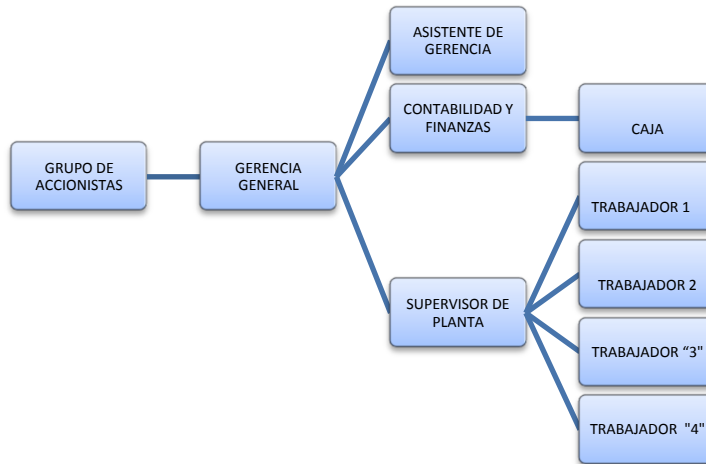 ASISTENTE DE
GERENCIA
CONTABILIDAD Y
FINANZAS
CAJA
GRUPO DE
ACCIONISTAS
GERENCIA
GENERAL
TRABAJADOR 1
TRABAJADOR 2
SUPERVISOR DE
PLANTA
TRABAJADOR “3"
TRABAJADOR "4"